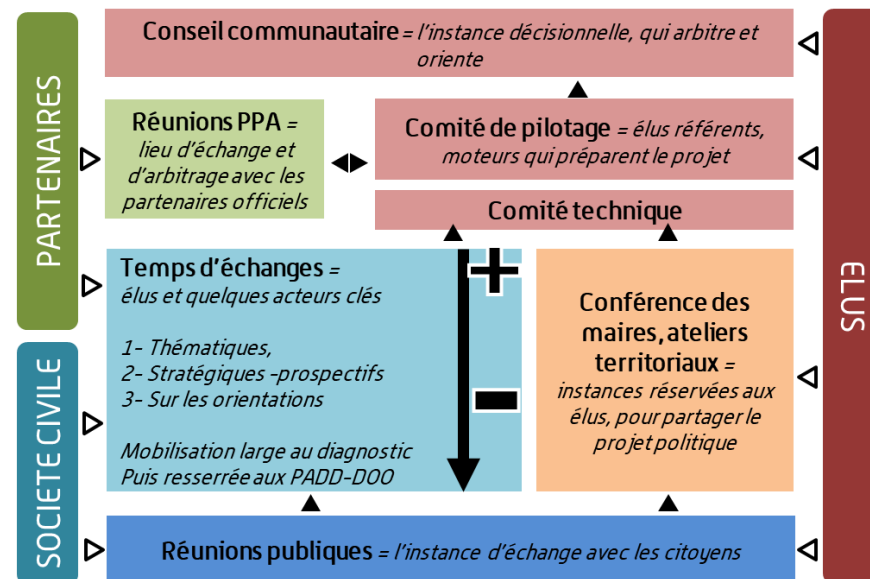 PARTENAIRES
SOCIETE CIVILE
Conseil communautaire = l'instance décisionnelle, qui arbitre et
oriente
Réunions PPA =
lieu d'échange et
d'arbitrage avec les
partenaires officiels
Comité de pilotage = élus référents,
moteurs qui préparent le projet
Comité technique
Temps d'échanges =
élus et quelques acteurs clés
1- Thématiques,
2- Stratégiques -prospectifs
3- Sur les orientations
Mobilisation large au diagnostic
Puis resserrée aux PADD-DOO
+
-
Conférence des
maires, ateliers
territoriaux =
instances réservées aux
élus, pour partager le
projet politique
Réunions publiques = l'instance d'échange avec les citoyens
ELUS